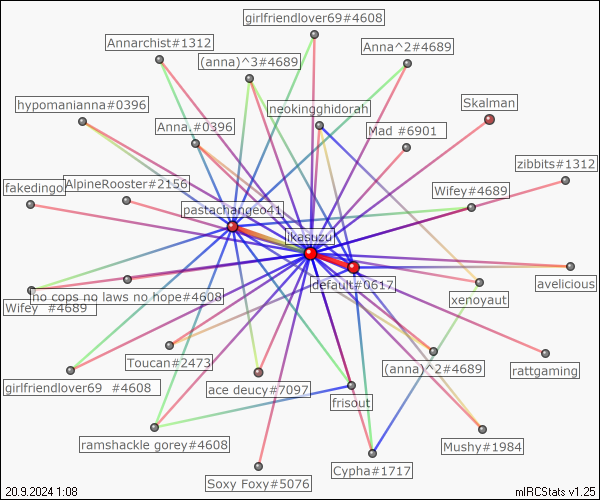 girlfriendlover69#4608
Annarchist#1312
Anna^2#4689
(anna)^3#4689
hypomanianna#0396
neokingghidorah
Skalman
Anna.#0396
Mad #6901
zibbits#1312
fakedingo
AlpineRooster#2156
Wifey#4689
pastachangeo41
ikasuzu
default#0617
avelicious
no cops no laws no hope#4608
xenoyaut
Wifey #4689
Toucan#2473
(anna)^2#4689
rattgaming
girlfriendlover69 #4608
ace deucy#7097
frisout
ramshackle gorey#4608
Mushy#1984
Cypha#1717
Soxy Foxy#5076
20.9.2024 1:08
mIRCStats v1.25